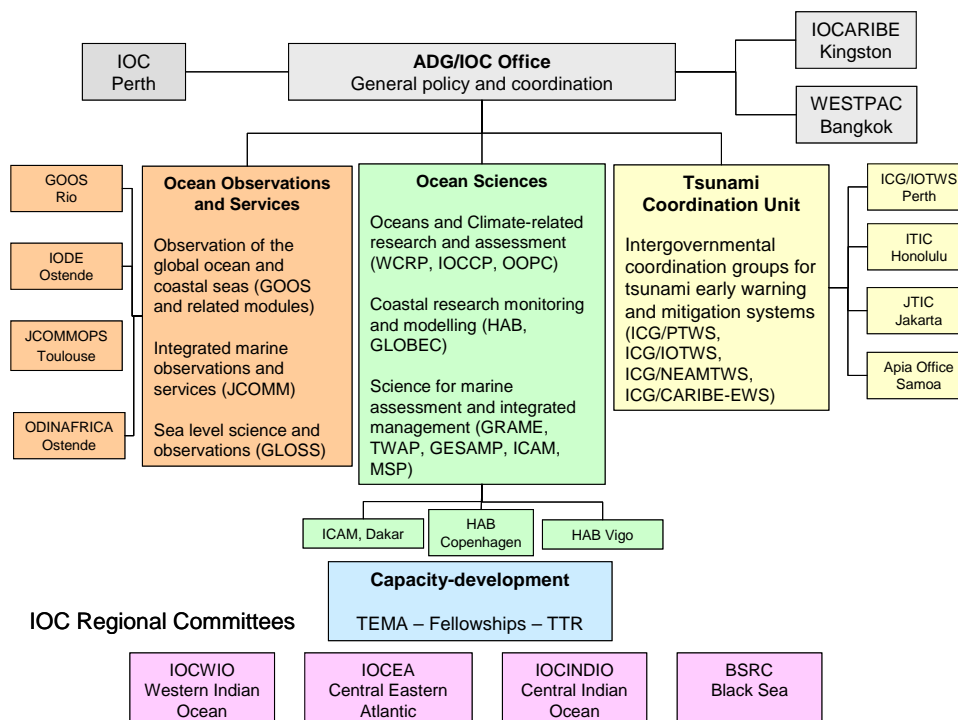 IOC
Perth
ADG/IOC Office
General policy and coordination
IOCARIBE
Kingston
WESTPAC
Bangkok
GOOS
Rio
IODE
Ostende
JCOMMOPS
Toulouse
ODINAFRICA
Ostende
Ocean Observations
and Services
Observation of the
global ocean and
coastal seas (GOOS
and related modules)
Integrated marine
observations and
services (JCOMM)
Sea level science and
observations (GLOSS)
Ocean Sciences
Oceans and Climate-related
research and assessment
(WCRP, IOCCP, OOPC)
Coastal research monitoring
and modelling (HAB,
GLOBEC)
Science for marine
assessment and integrated
management (GRAME,
TWAP, GESAMP, ICAM,
MSP)
Tsunami
Coordination Unit
Intergovernmental
coordination groups for
tsunami early warning
and mitigation systems
(ICG/PTWS,
ICG/IOTWS,
ICG/NEAMTWS,
ICG/CARIBE-EWS)
ICG/IOTWS
Perth
ITIC
Honolulu
JTIC
Jakarta
Apia Office
Samoa
ICAM, Dakar
HAB
Copenhagen
HAB Vigo
Capacity-development
TEMA – Fellowships – TTR
IOC Regional Committees
IOCWIO
Western Indian
Ocean
IOCEA
Central Eastern
Atlantic
IOCINDIO
Central Indian
Ocean
BSRC
Black Sea